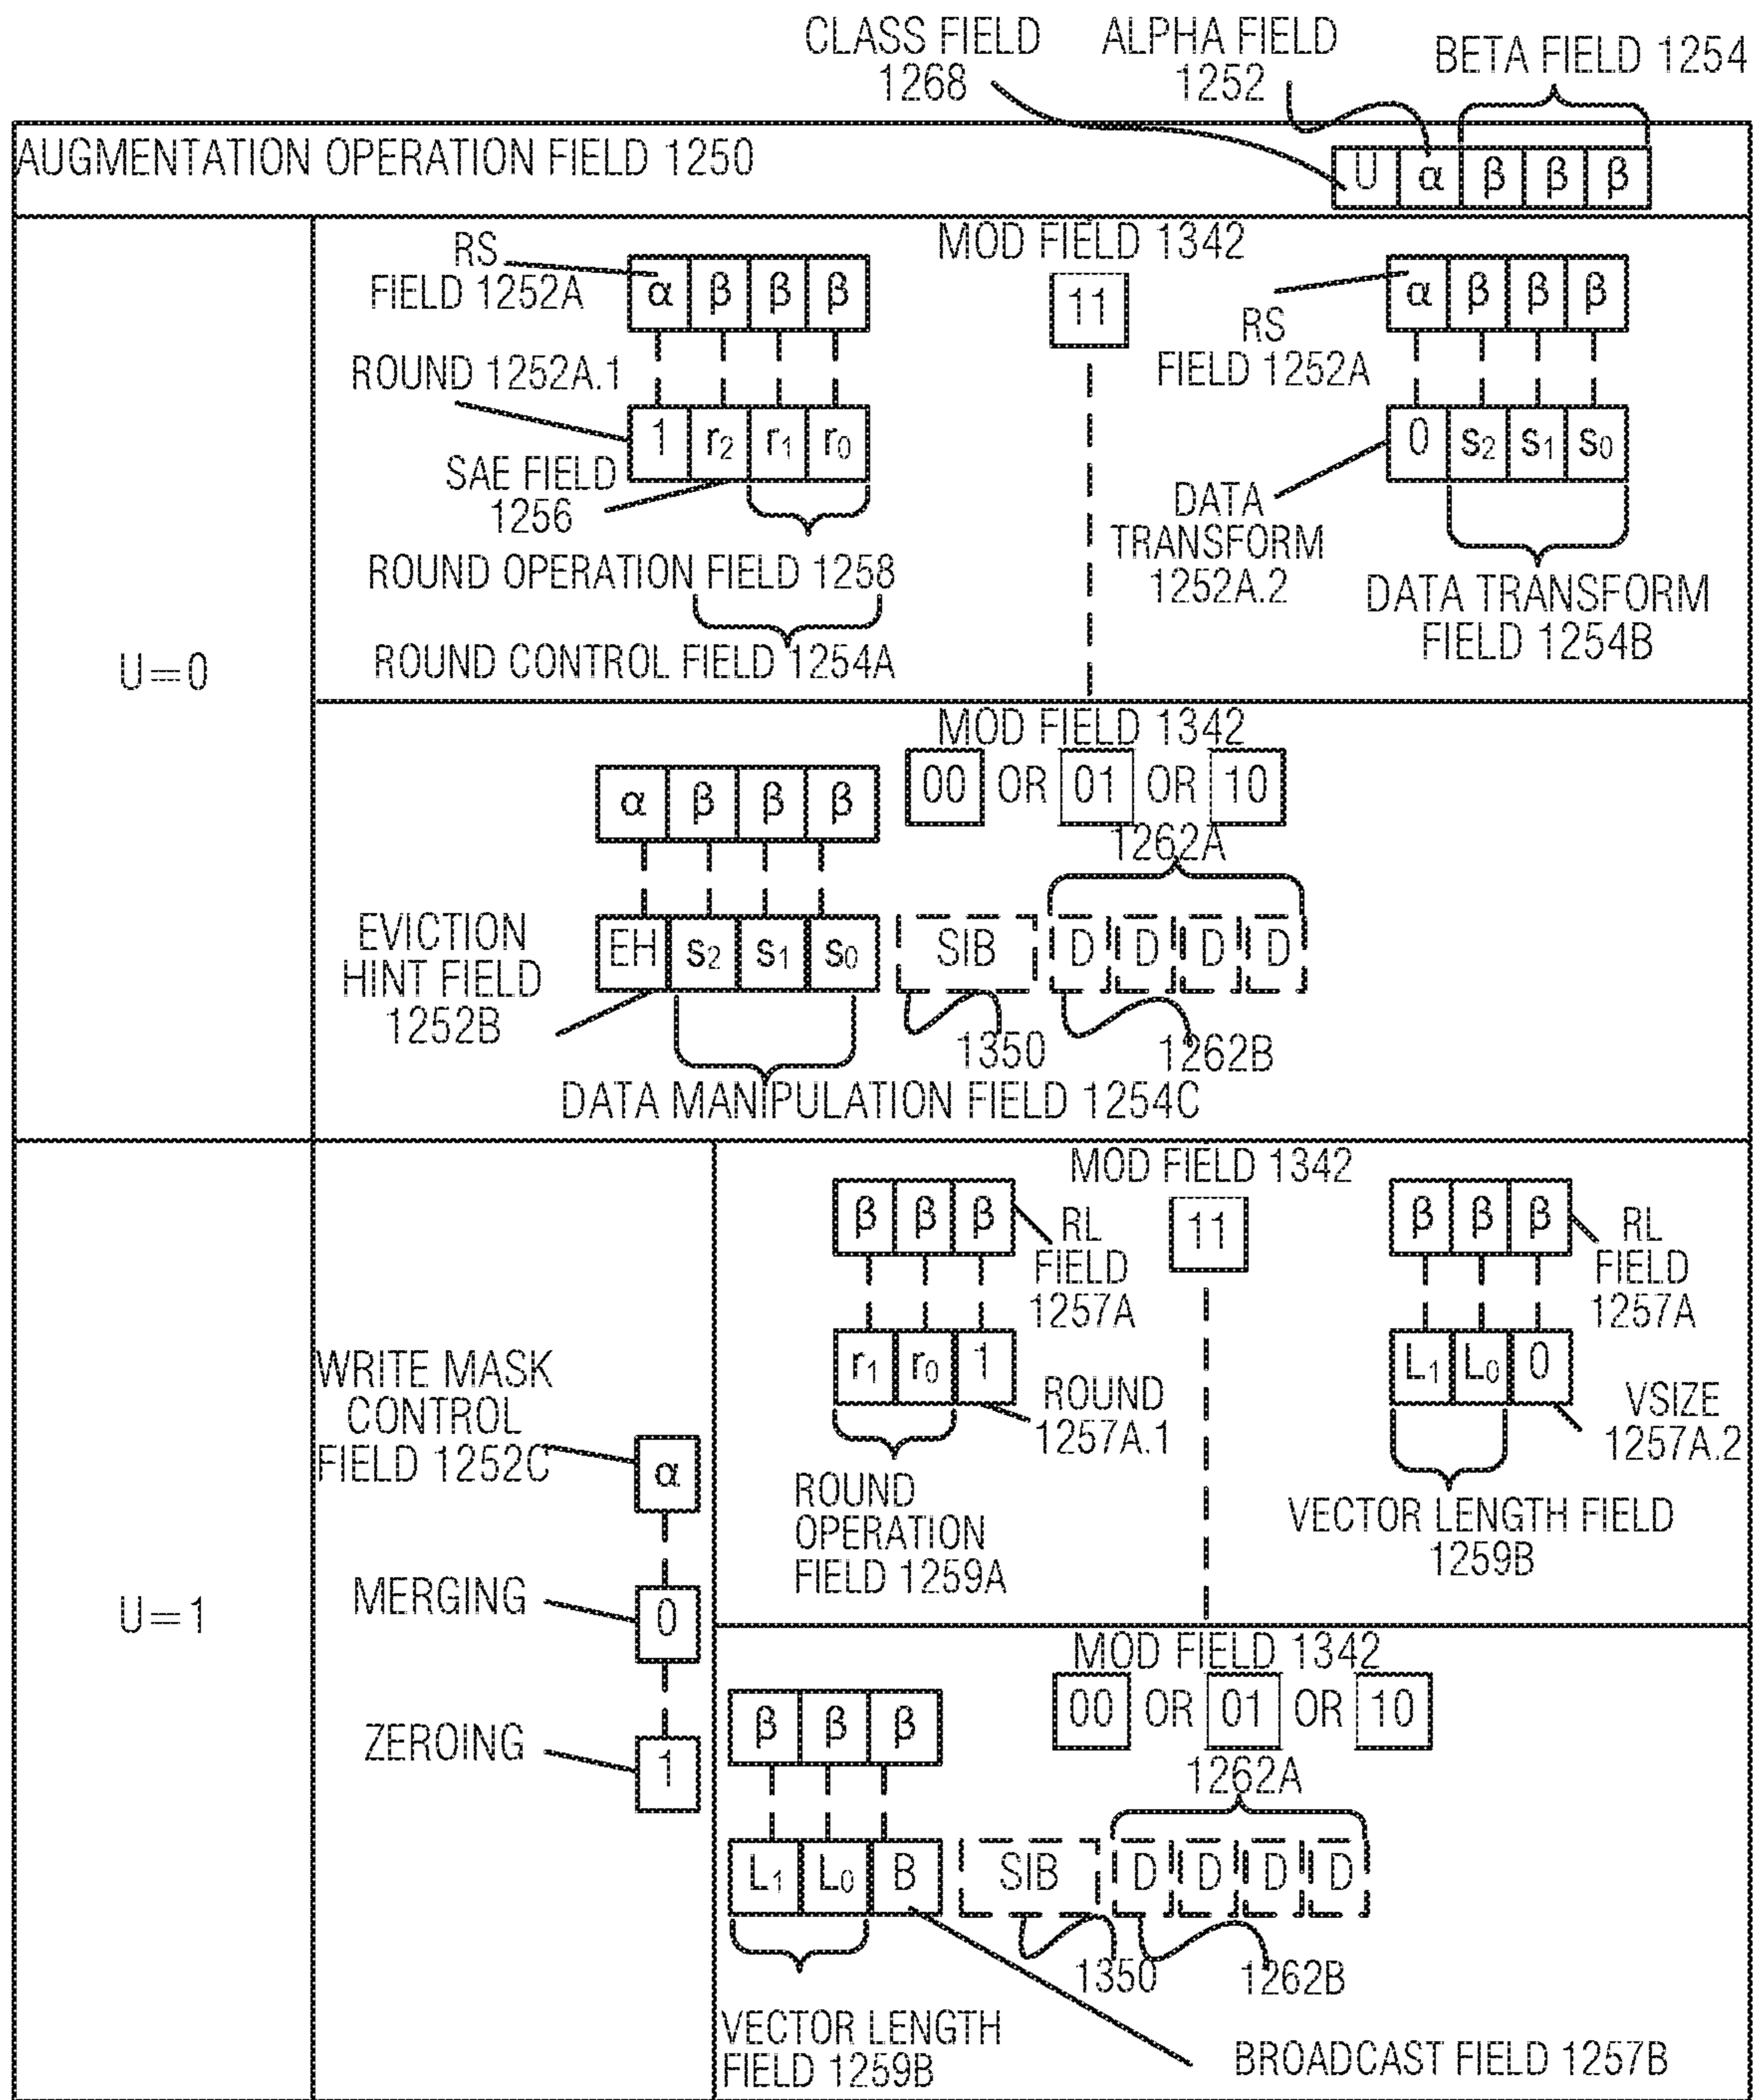 CLASS FIELD
1268
ALPHA FIELD
1252
BETA FIELD 1254
AUGMENTATION OPERATION FIELD 1250
U α β β β
U=0
MOD FIELD 1342
11
RS
FIELD 1252A
α β β β
ROUND 1252A.1
1 r2 r1 r0
SAE FIELD
1256
ROUND OPERATION FIELD 1258
ROUND CONTROL FIELD 1254A
α β β β
RS
FIELD 1252A
0 s2 s1 s0
DATA
TRANSFORM
1252A.2
DATA TRANSFORM
FIELD 1254B
MOD FIELD 1342
00 OR 01 OR 10
α β β β
1262A
EVICTION
HINT FIELD
1252B
EH s2 s1 s0 SIB D D D D
1350
1262B
DATA MANIPULATION FIELD 1254C
U=1
WRITE MASK
CONTROL
FIELD 1252C
α
MERGING
0
ZEROING
1
MOD FIELD 1342
11
β β β
RL
FIELD
1257A
r1 r0 1
ROUND
1257A.1
ROUND
OPERATION
FIELD 1259A
β β β
RL
FIELD
1257A
L1 L0 0
VSIZE
1257A.2
VECTOR LENGTH FIELD
1259B
MOD FIELD 1342
00 OR 01 OR 10
β β β
1262A
L1 L0 B SIB D D D D
1350
1262B
VECTOR LENGTH
FIELD 1259B
BROADCAST FIELD 1257B